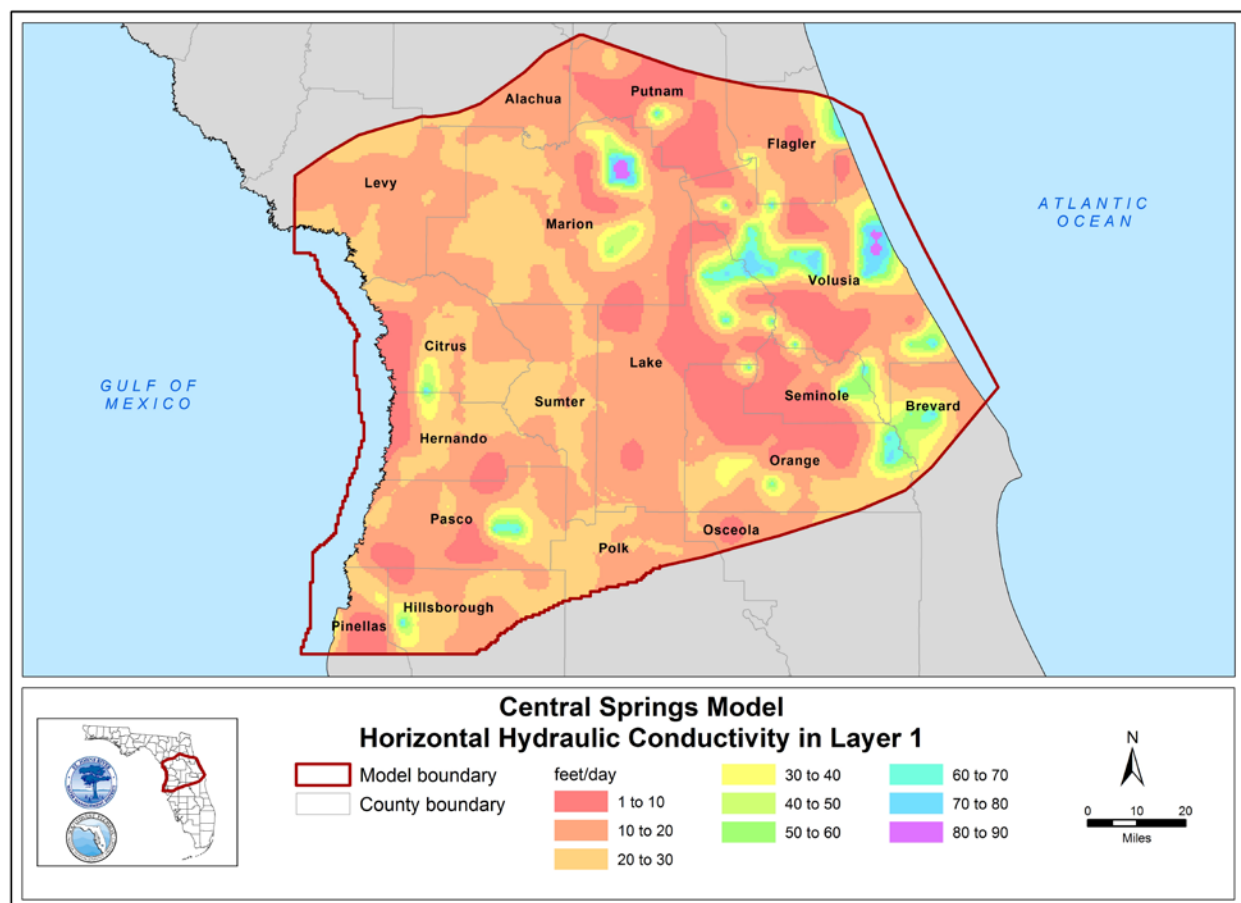 Putnam
Alachua
Flagler
Levy
ATLANTIC
OCEAN
Marion
Volusia
Citrus
Lake
GULF OF
MEXICO
Sumter
Seminole
Brevard
Hernando
Orange
Pasco
Osceola
Polk
Hillsborough
Pinellas
Central Springs Model
Horizontal Hydraulic Conductivity in Layer 1
Model boundary
County boundary
feet/day
1 to 10
10 to 20
20 to 30
30 to 40
40 to 50
50 to 60
60 to 70
70 to 80
80 to 90
N
0 10 20
Miles